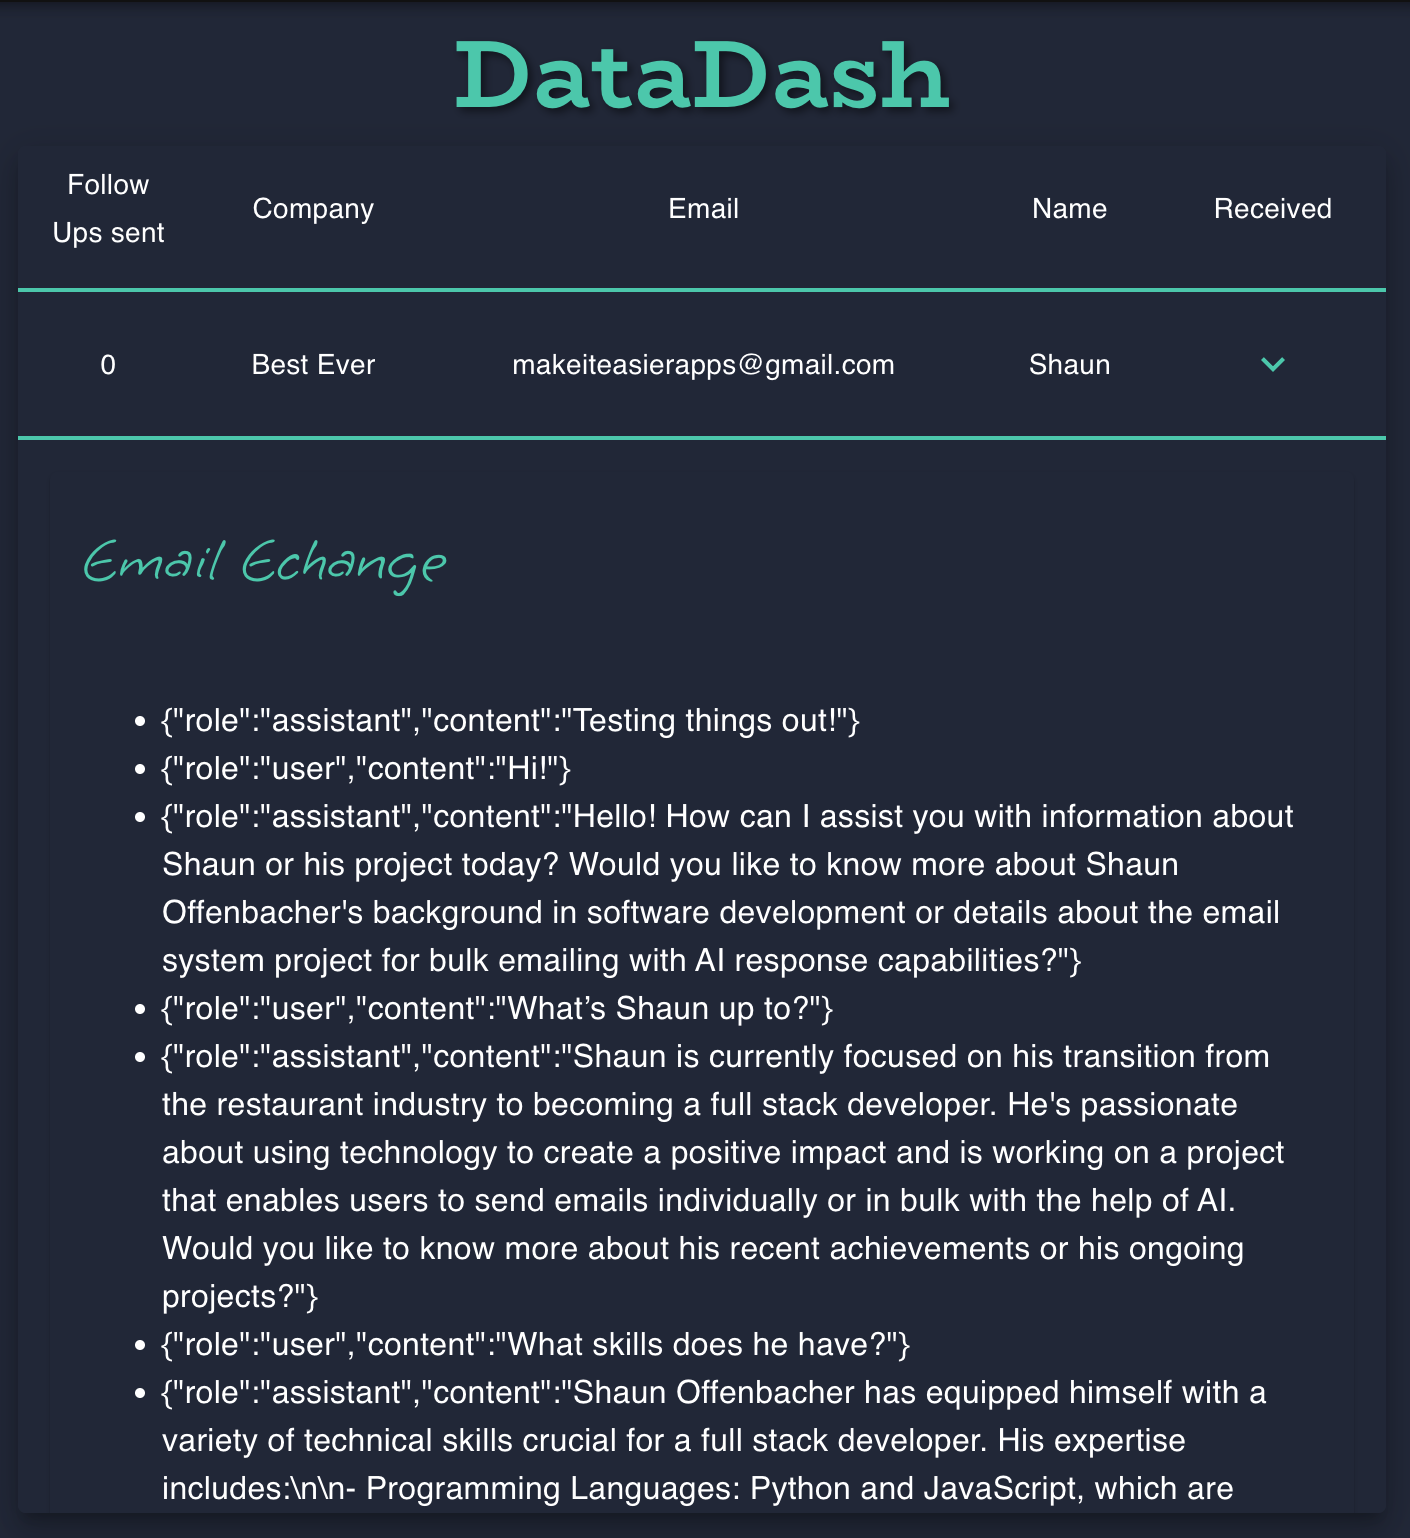 DataDash
Follow
Ups sent
Company
Email
Name
Received
0
Best Ever
makeiteasierapps@gmail.com
Shaun
Email Echange
• {"role":"assistant","content":"Testing things out!"}
• {"role":"user","content":"Hi!"}
• {"role":"assistant","content":"Hello! How can I assist you with information about
Shaun or his project today? Would you like to know more about Shaun
Offenbacher's background in software development or details about the email
system project for bulk emailing with AI response capabilities?"}
• {"role":"user","content":"What’s Shaun up to?"}
• {"role":"assistant","content":"Shaun is currently focused on his transition from
the restaurant industry to becoming a full stack developer. He's passionate
about using technology to create a positive impact and is working on a project
that enables users to send emails individually or in bulk with the help of AI.
Would you like to know more about his recent achievements or his ongoing
projects?"}
• {"role":"user","content":"What skills does he have?"}
• {"role":"assistant","content":"Shaun Offenbacher has equipped himself with a
variety of technical skills crucial for a full stack developer. His expertise
includes:\n\n- Programming Languages: Python and JavaScript, which are